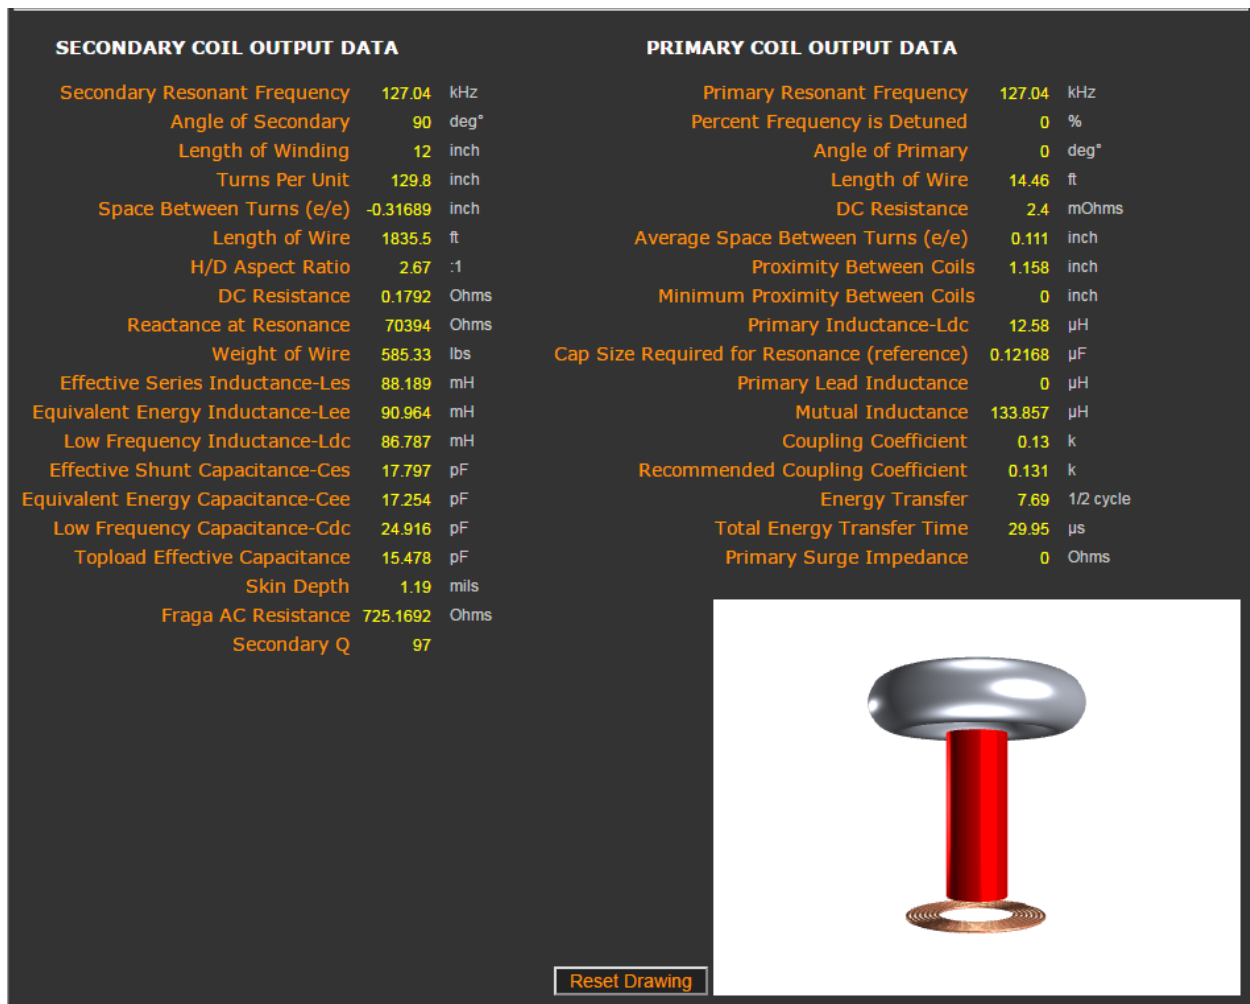 SECONDARY COIL OUTPUT DATA
Secondary Resonant Frequency 127.04 kHz
Angle of Secondary 90 deg°
Length of Winding 12 inch
Turns Per Unit 129.8 inch
Space Between Turns (e/e) -0.31689 inch
Length of Wire 1835.5 ft
H/D Aspect Ratio 2.67 :1
DC Resistance 0.1792 Ohms
Reactance at Resonance 70394 Ohms
Weight of Wire 585.33 lbs
Effective Series Inductance-Les 88.189 mH
Equivalent Energy Inductance-Lee 90.964 mH
Low Frequency Inductance-Ldc 86.787 mH
Effective Shunt Capacitance-Ces 17.797 pF
Equivalent Energy Capacitance-Cee 17.254 pF
Low Frequency Capacitance-Cdc 24.916 pF
Topload Effective Capacitance 15.478 pF
Skin Depth 1.19 mils
Fraga AC Resistance 725.1692 Ohms
Secondary Q 97
PRIMARY COIL OUTPUT DATA
Primary Resonant Frequency 127.04 kHz
Percent Frequency is Detuned 0 %
Angle of Primary 0 deg°
Length of Wire 14.46 ft
DC Resistance 2.4 mOhms
Average Space Between Turns (e/e) 0.111 inch
Proximity Between Coils 1.158 inch
Minimum Proximity Between Coils 0 inch
Primary Inductance-Ldc 12.58 µH
Cap Size Required for Resonance (reference) 0.12168 µF
Primary Lead Inductance 0 µH
Mutual Inductance 133.857 µH
Coupling Coefficient 0.13 k
Recommended Coupling Coefficient 0.131 k
Energy Transfer 7.69 1/2 cycle
Total Energy Transfer Time 29.95 µs
Primary Surge Impedance 0 Ohms
Reset Drawing